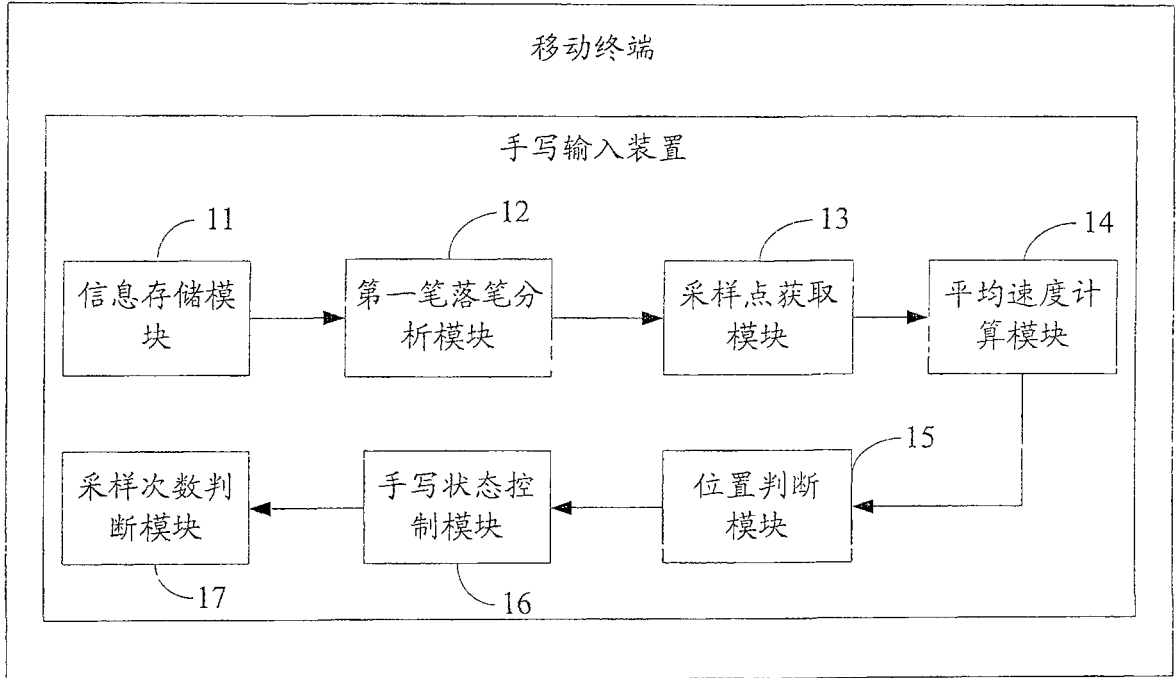 移动终端
手写输入装置
11
12
13
14
信息存储模
块
第一笔落笔分
析模块
采样点获取
模块
平均速度计
算模块
15
采样次数判
断模块
手写状态控
制模块
位置判断
模块
17
16